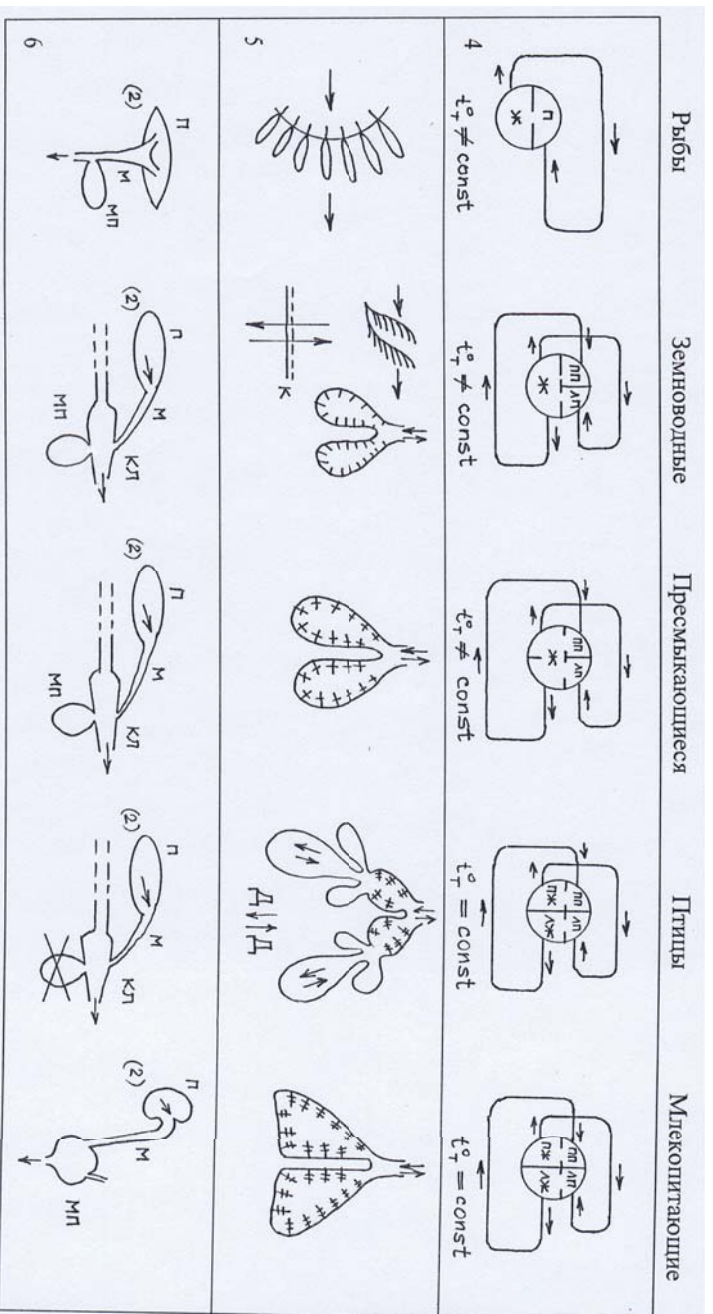 Рыбы Земноводные Пресмыкающиеся Птицы Млекопитающие
4
П
Ж
t°т ≠ const
ПП ЛП
Ж
t°т ≠ const
ПП ЛП
Ж
t°т ≠ const
ПП ЛП
ПЖ ЛЖ
t°т = const
ПП ЛП
ПЖ ЛЖ
t°т = const
5
К
Д Д
6
П
(2)
М
МП
П
(2)
М
КЛ
МП
П
(2)
М
КЛ
МП
П
(2)
М
КЛ
П
(2)
М
МП